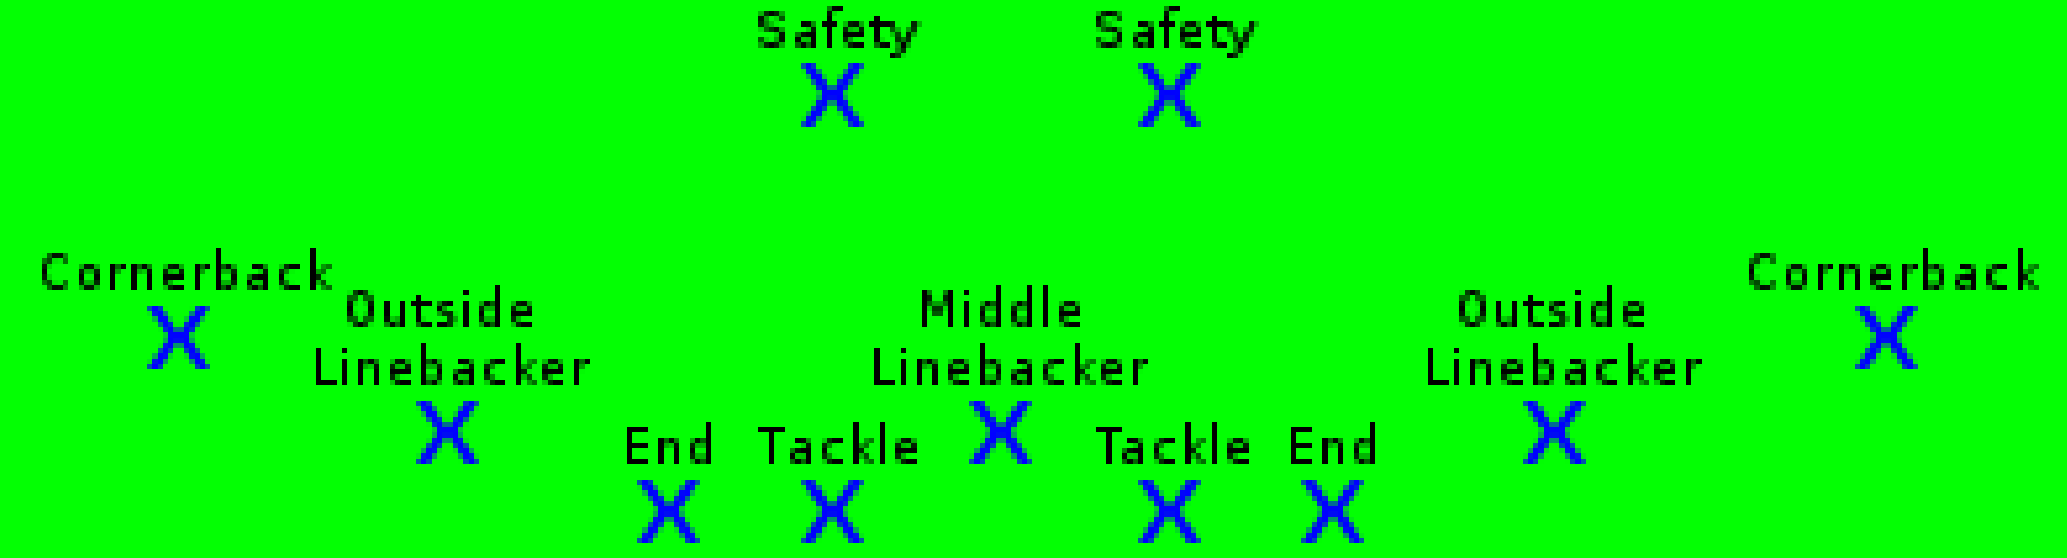 Safety Safety
Cornerback Cornerback
Outside Middle Outside
Linebacker Linebacker Linebacker
End Tackle Tackle End
X X
X X
X X X
X X X X